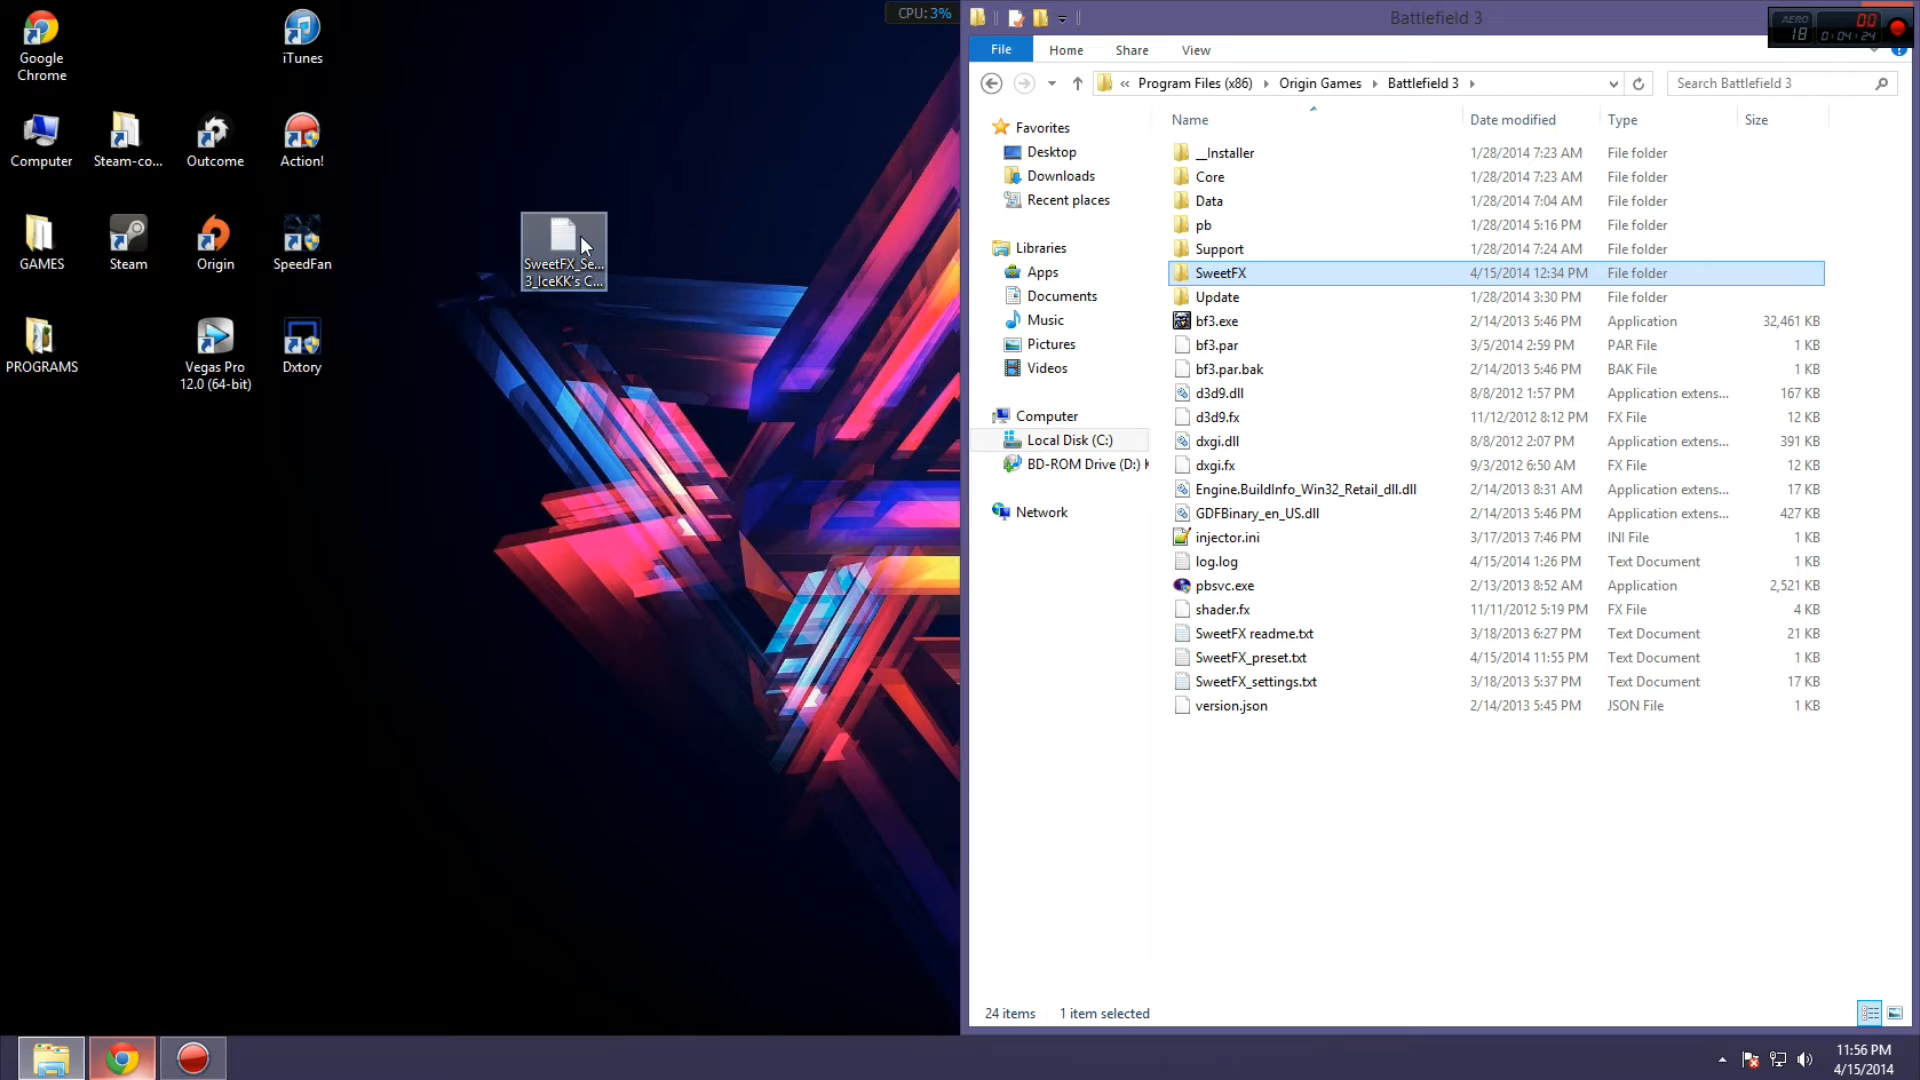 CPU: 3%
Battlefield 3
AERO
18
00
0:04:24
File
Home
Share
View
« Program Files (x86) Origin Games Battlefield 3
Search Battlefield 3
Google
Chrome
iTunes
Computer
Steam-co...
Outcome
Action!
GAMES
Steam
Origin
SpeedFan
PROGRAMS
Vegas Pro
12.0 (64-bit)
Dxtory
SweetFX_Se...
3_IceKK's C...
Favorites
Desktop
Downloads
Recent places
Libraries
Apps
Documents
Music
Pictures
Videos
Computer
Local Disk (C:)
BD-ROM Drive (D:)
Network
Name Date modified Type Size
__Installer 1/28/2014 7:23 AM File folder
Core 1/28/2014 7:23 AM File folder
Data 1/28/2014 7:04 AM File folder
pb 1/28/2014 5:16 PM File folder
Support 1/28/2014 7:24 AM File folder
SweetFX 4/15/2014 12:34 PM File folder
Update 1/28/2014 3:30 PM File folder
bf3.exe 2/14/2013 5:46 PM Application 32,461 KB
bf3.par 3/5/2014 2:59 PM PAR File 1 KB
bf3.par.bak 2/14/2013 5:46 PM BAK File 1 KB
d3d9.dll 8/8/2012 1:57 PM Application extens... 167 KB
d3d9.fx 11/12/2012 8:12 PM FX File 12 KB
dxgi.dll 8/8/2012 2:07 PM Application extens... 391 KB
dxgi.fx 9/3/2012 6:50 AM FX File 12 KB
Engine.BuildInfo_Win32_Retail_dll.dll 2/14/2013 8:31 AM Application extens... 17 KB
GDFBinary_en_US.dll 2/14/2013 5:46 PM Application extens... 427 KB
injector.ini 3/17/2013 7:46 PM INI File 1 KB
log.log 4/15/2014 1:26 PM Text Document 1 KB
pbsvc.exe 2/13/2013 8:52 AM Application 2,521 KB
shader.fx 11/11/2012 5:19 PM FX File 4 KB
SweetFX readme.txt 3/18/2013 6:27 PM Text Document 21 KB
SweetFX_preset.txt 4/15/2014 11:55 PM Text Document 1 KB
SweetFX_settings.txt 3/18/2013 5:37 PM Text Document 17 KB
version.json 2/14/2013 5:45 PM JSON File 1 KB
24 items 1 item selected
11:56 PM
4/15/2014